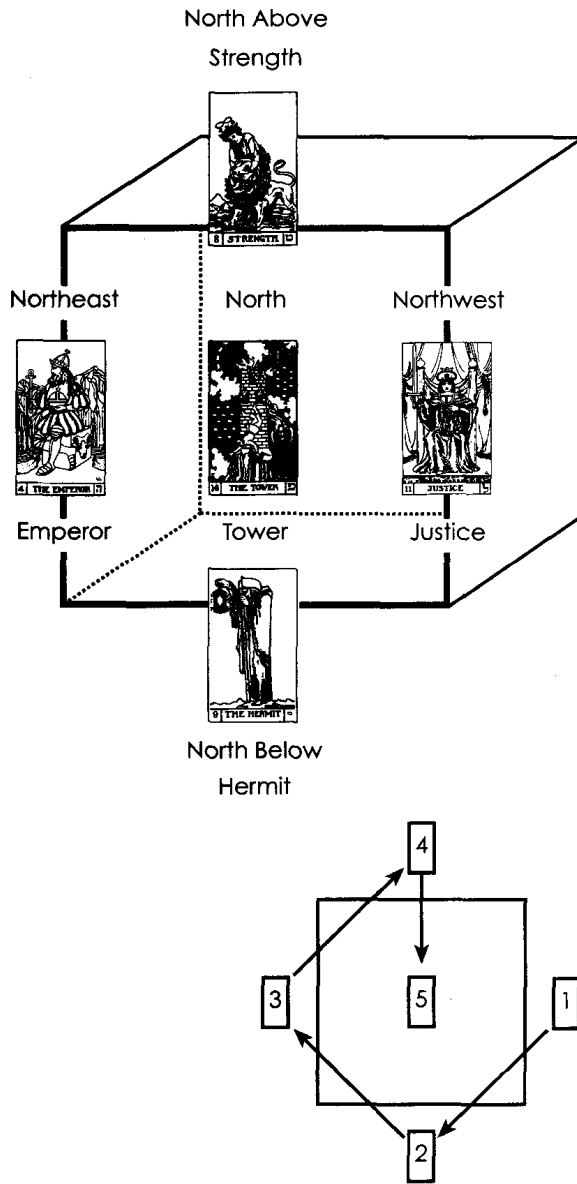 North Above
Strength
8 STRENGTH
Northeast
North
Northwest
4 THE EMPEROR
THE TOWER
11 JUSTICE
Emperor
Tower
Justice
9 THE HERMIT
North Below
Hermit
4
3
5
1
2